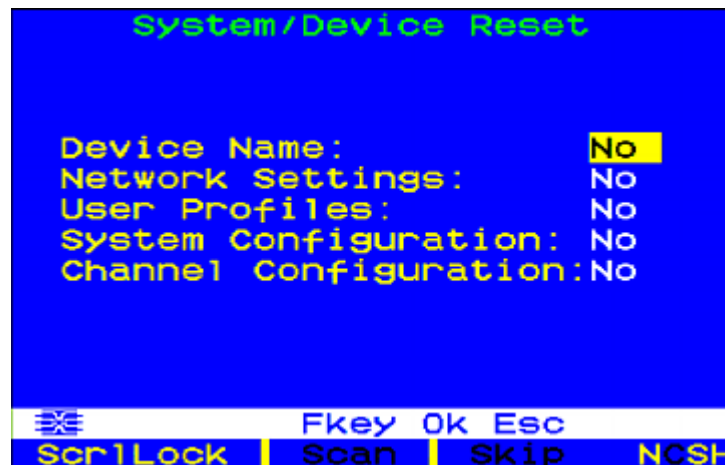 System/Device Reset
Device Name: No
Network Settings: No
User Profiles: No
System Configuration: No
Channel Configuration:No
Fkey Ok Esc
ScrlLock Scan Skip NCSH